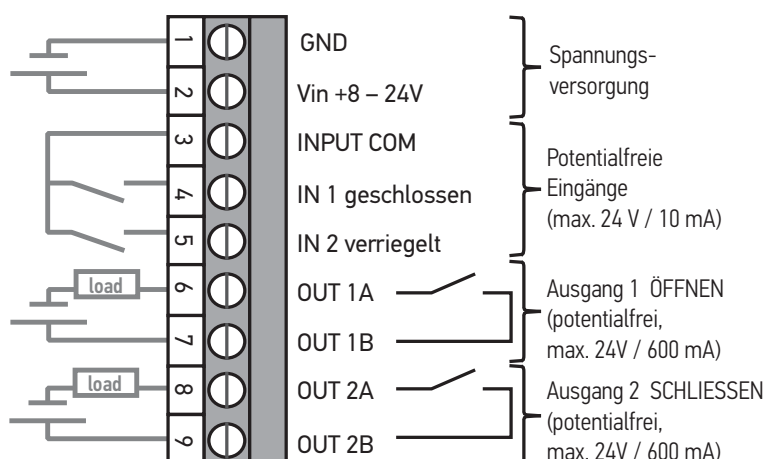 1
GND
Vin +8 – 24V
2
Spannungs-
versorgung
3
INPUT COM
4
IN 1 geschlossen
5
IN 2 verriegelt
Potentialfreie
Eingänge
(max. 24 V / 10 mA)
load
6
OUT 1A
7
OUT 1B
Ausgang 1 ÖFFNEN
(potentialfrei,
max. 24V / 600 mA)
load
8
OUT 2A
9
OUT 2B
Ausgang 2 SCHLIESSEN
(potentialfrei,
max. 24V / 600 mA)